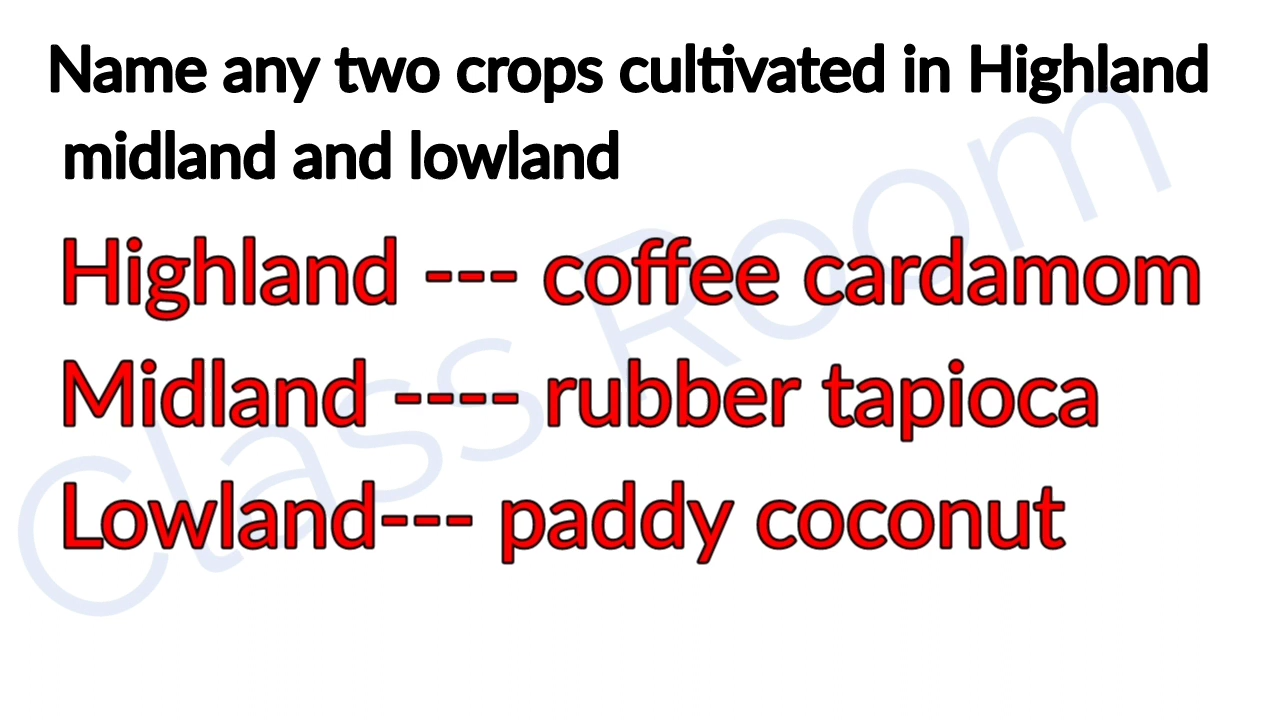 Name any two crops cultivated in Highland
midland and lowland
Highland --- coffee cardamom
Midland ---- rubber tapioca
Lowland--- paddy coconut
Class Room